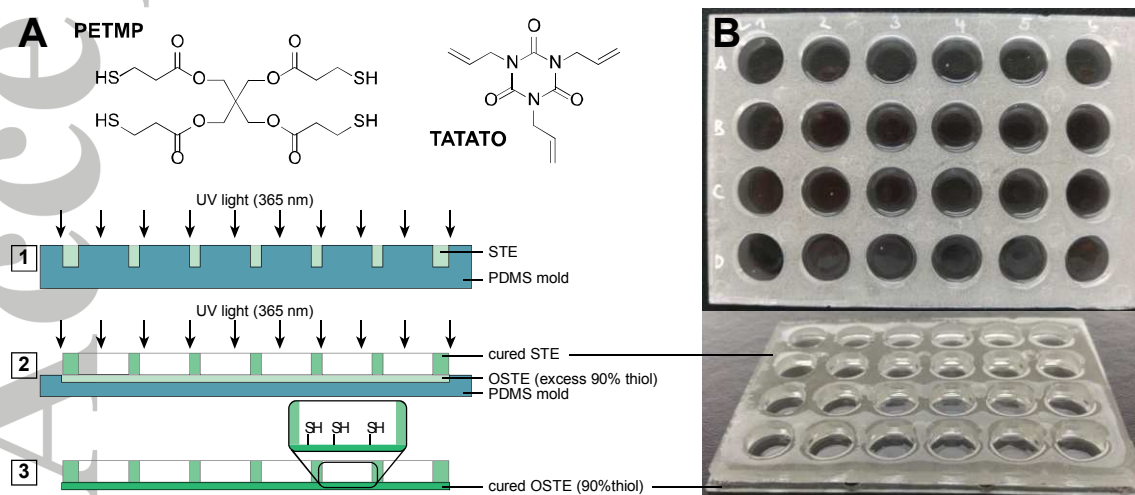 A
PETMP
O
O
HS
O
O
SH
HS
O
O
SH
O
O
O
N
N
O
N
O
TATATO
UV light (365 nm)
1
STE
PDMS mold
UV light (365 nm)
2
cured STE
OSTE (excess 90% thiol)
PDMS mold
SH SH SH
3
cured OSTE (90%thiol)
B
1 2 3 4 5 6
A
B
C
D
Acce